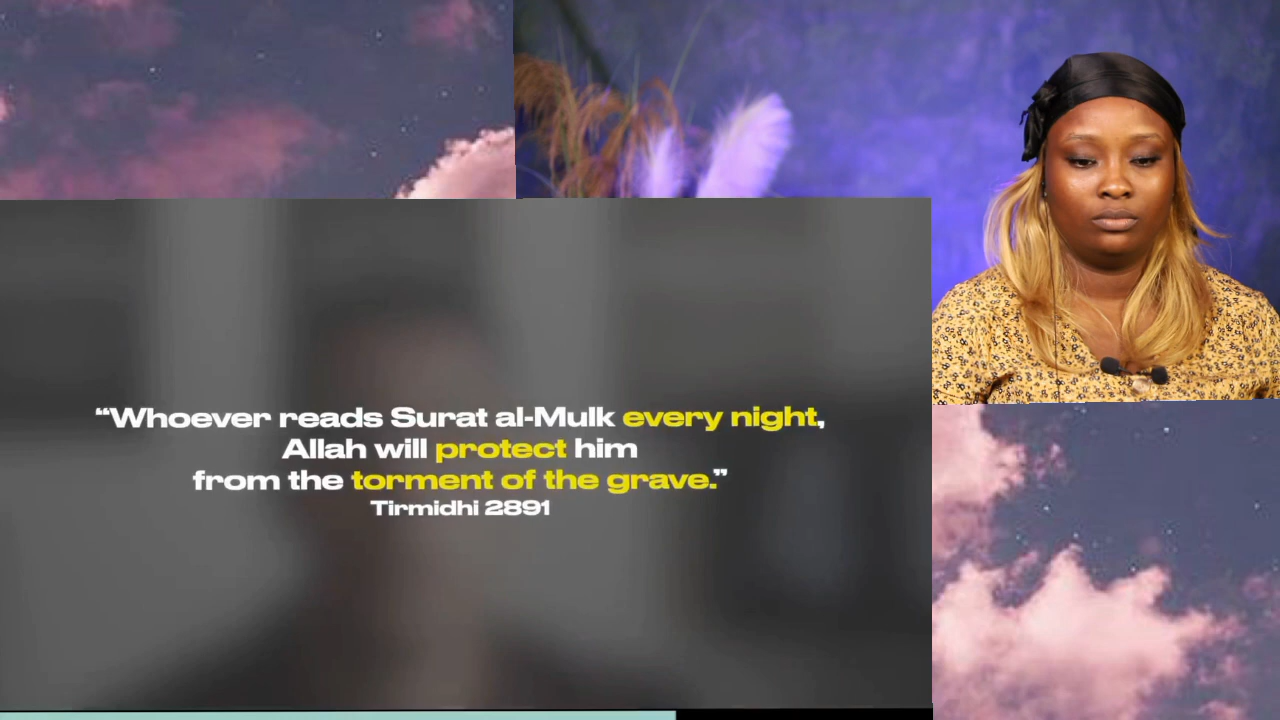 “Whoever reads Surat al-Mulk every night,
Allah will protect him
from the torment of the grave.”
Tirmidhi 2891